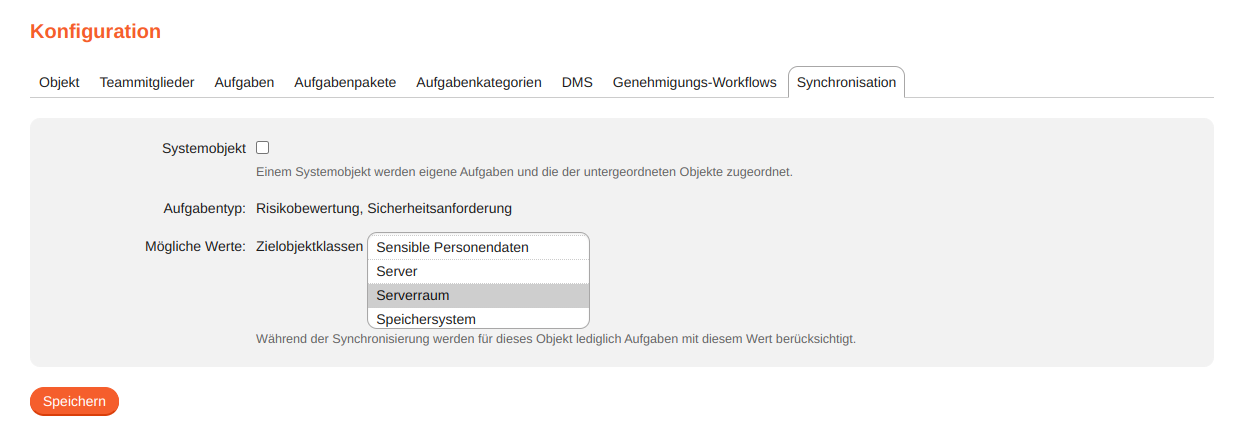 Konfiguration
Objekt Teammitglieder Aufgaben Aufgabenpakete Aufgabenkategorien DMS Genehmigungs-Workflows Synchronisation
Systemobjekt
Einem Systemobjekt werden eigene Aufgaben und die der untergeordneten Objekte zugeordnet.
Aufgabentyp: Risikobewertung, Sicherheitsanforderung
Mögliche Werte: Zielobjektklassen Sensible Personendaten
Server
Serverraum
Speichersystem
Während der Synchronisierung werden für dieses Objekt lediglich Aufgaben mit diesem Wert berücksichtigt.
Speichern